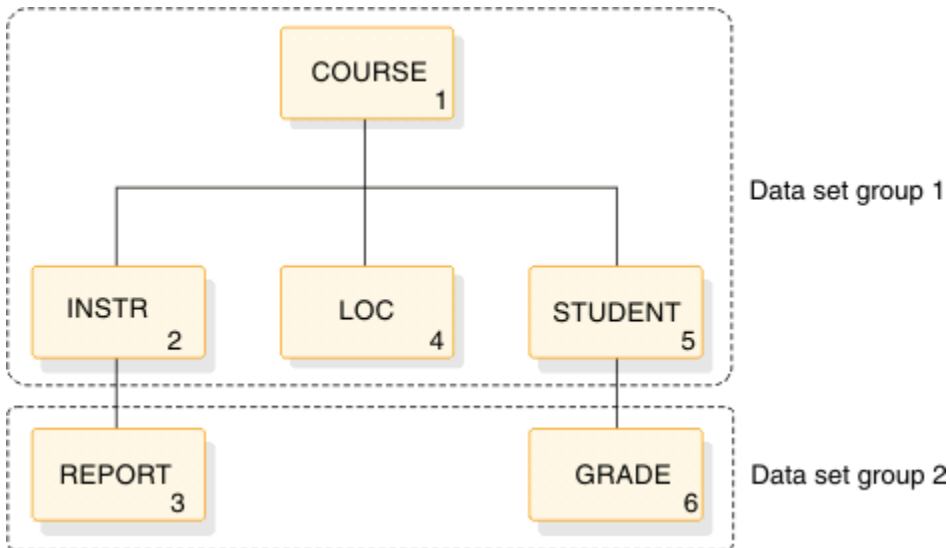 COURSE
1
Data set group 1
INSTR
2
LOC
4
STUDENT
5
REPORT
3
GRADE
6
Data set group 2